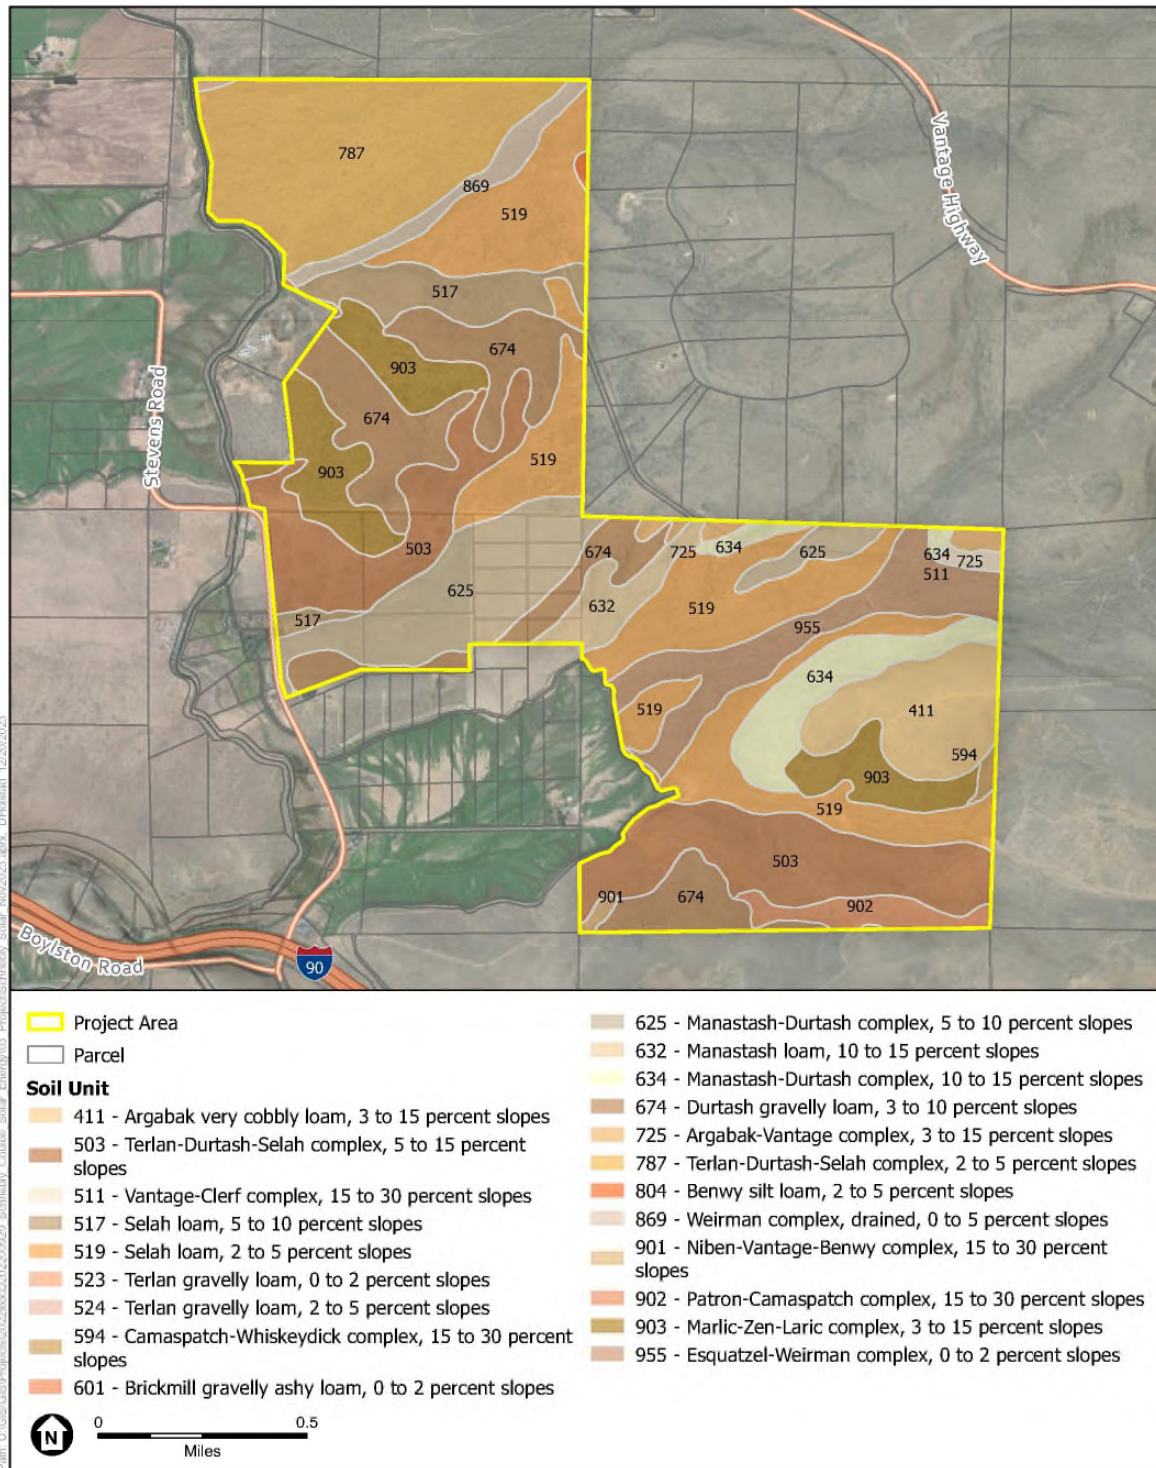 787
869
519
Vantage Highway
517
674
903
Stevens Road
674
519
903
503
674
725
634
625
634
725
511
625
632
519
517
955
634
519
411
594
903
519
503
901
674
902
Boylston Road
90
Project Area
Parcel
Soil Unit
411 - Argabak very cobbly loam, 3 to 15 percent slopes
503 - Terlan-Durtash-Selah complex, 5 to 15 percent
slopes
511 - Vantage-Clerf complex, 15 to 30 percent slopes
517 - Selah loam, 5 to 10 percent slopes
519 - Selah loam, 2 to 5 percent slopes
523 - Terlan gravelly loam, 0 to 2 percent slopes
524 - Terlan gravelly loam, 2 to 5 percent slopes
594 - Camaspatch-Whiskeydick complex, 15 to 30 percent
slopes
601 - Brickmill gravelly ashy loam, 0 to 2 percent slopes
625 - Manastash-Durtash complex, 5 to 10 percent slopes
632 - Manastash loam, 10 to 15 percent slopes
634 - Manastash-Durtash complex, 10 to 15 percent slopes
674 - Durtash gravelly loam, 3 to 10 percent slopes
725 - Argabak-Vantage complex, 3 to 15 percent slopes
787 - Terlan-Durtash-Selah complex, 2 to 5 percent slopes
804 - Benwy silt loam, 2 to 5 percent slopes
869 - Weirman complex, drained, 0 to 5 percent slopes
901 - Niben-Vantage-Benwy complex, 15 to 30 percent
slopes
902 - Patron-Camaspatch complex, 15 to 30 percent slopes
903 - Marlic-Zen-Laric complex, 3 to 15 percent slopes
955 - Esquatzel-Weirman complex, 0 to 2 percent slopes
N
0 0.5
Miles